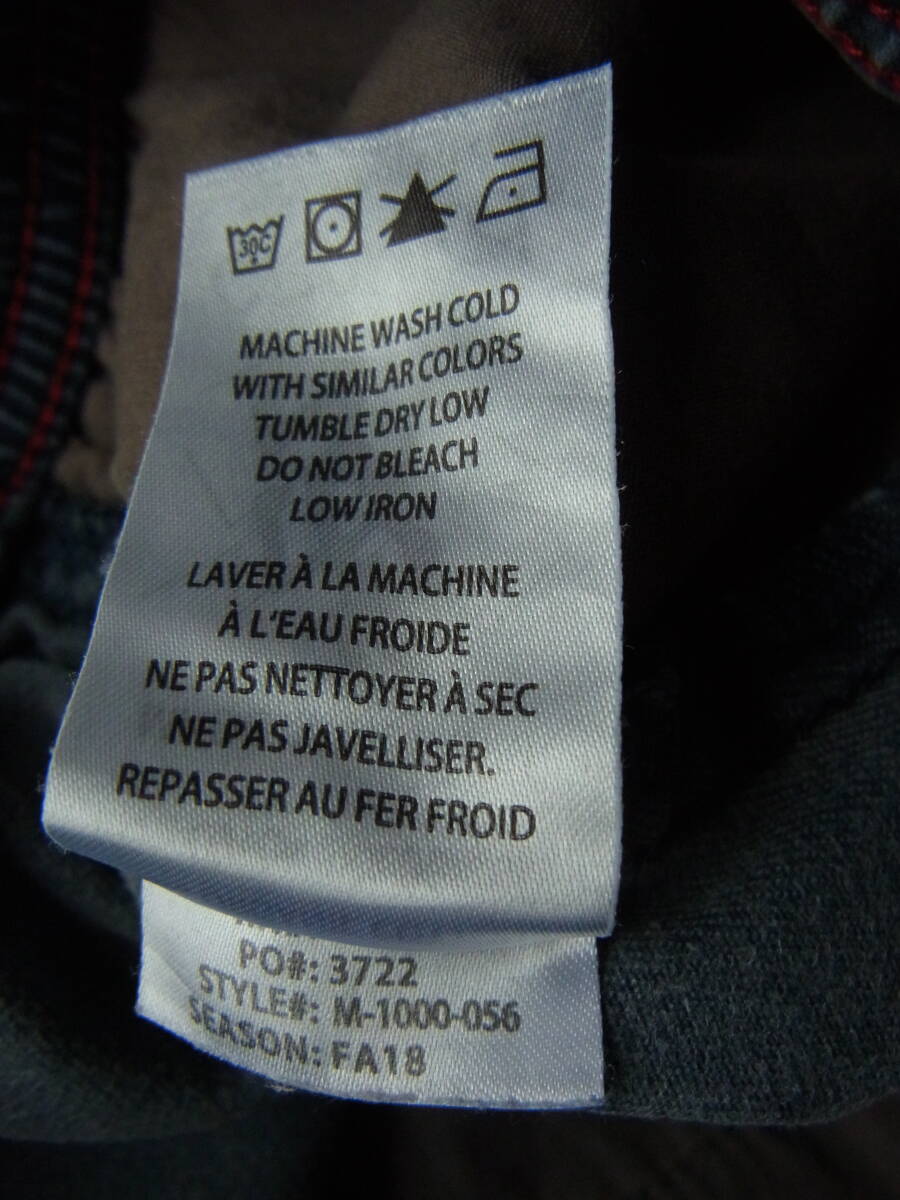 30C
MACHINE WASH COLD
WITH SIMILAR COLORS
TUMBLE DRY LOW
DO NOT BLEACH
LOW IRON
LAVER À LA MACHINE
À L'EAU FROIDE
NE PAS NETTOYER À SEC
NE PAS JAVELLISER.
REPASSER AU FER FROID
PO#: 3722
STYLE#: M-1000-056
SEASON: FA18